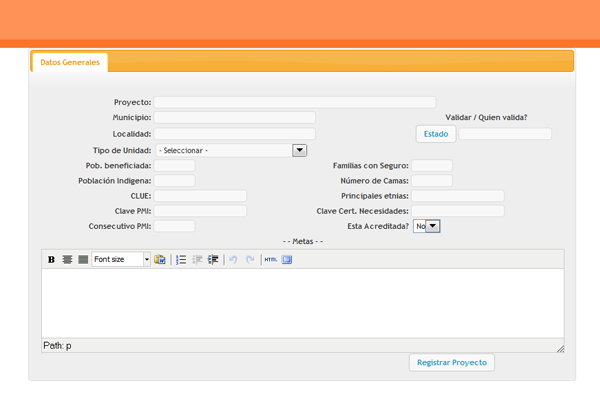 Datos Generales
Proyecto:
Municipio: Validar / Quien valida?
Localidad: Estado
Tipo de Unidad: - Seleccionar -
Pob. beneficiada: Familias con Seguro:
Población Indigena: Número de Camas:
CLUE: Principales etnias:
Clave PMI: Clave Cert. Necesidades:
Consecutivo PMI: Esta Acreditada? No
- - Metas - -
B Font size HTML
Path: p
Registrar Proyecto